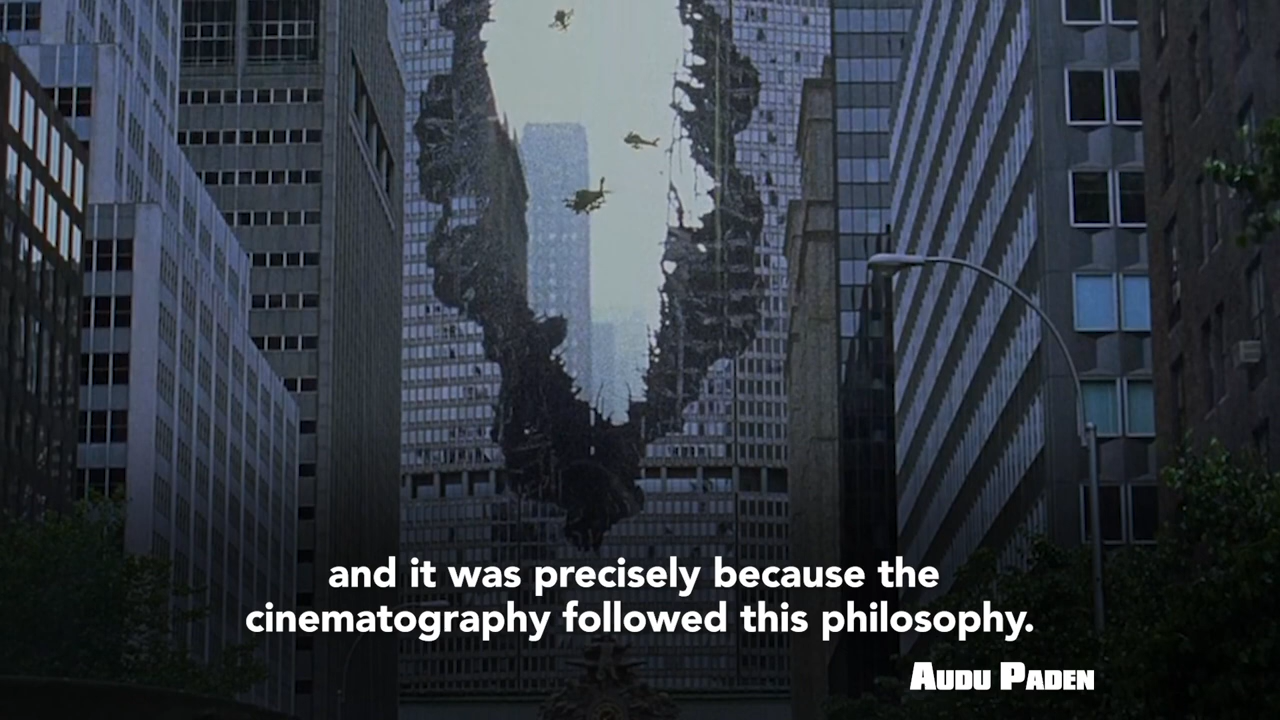 and it was precisely because the
cinematography followed this philosophy.
AUDU PADEN